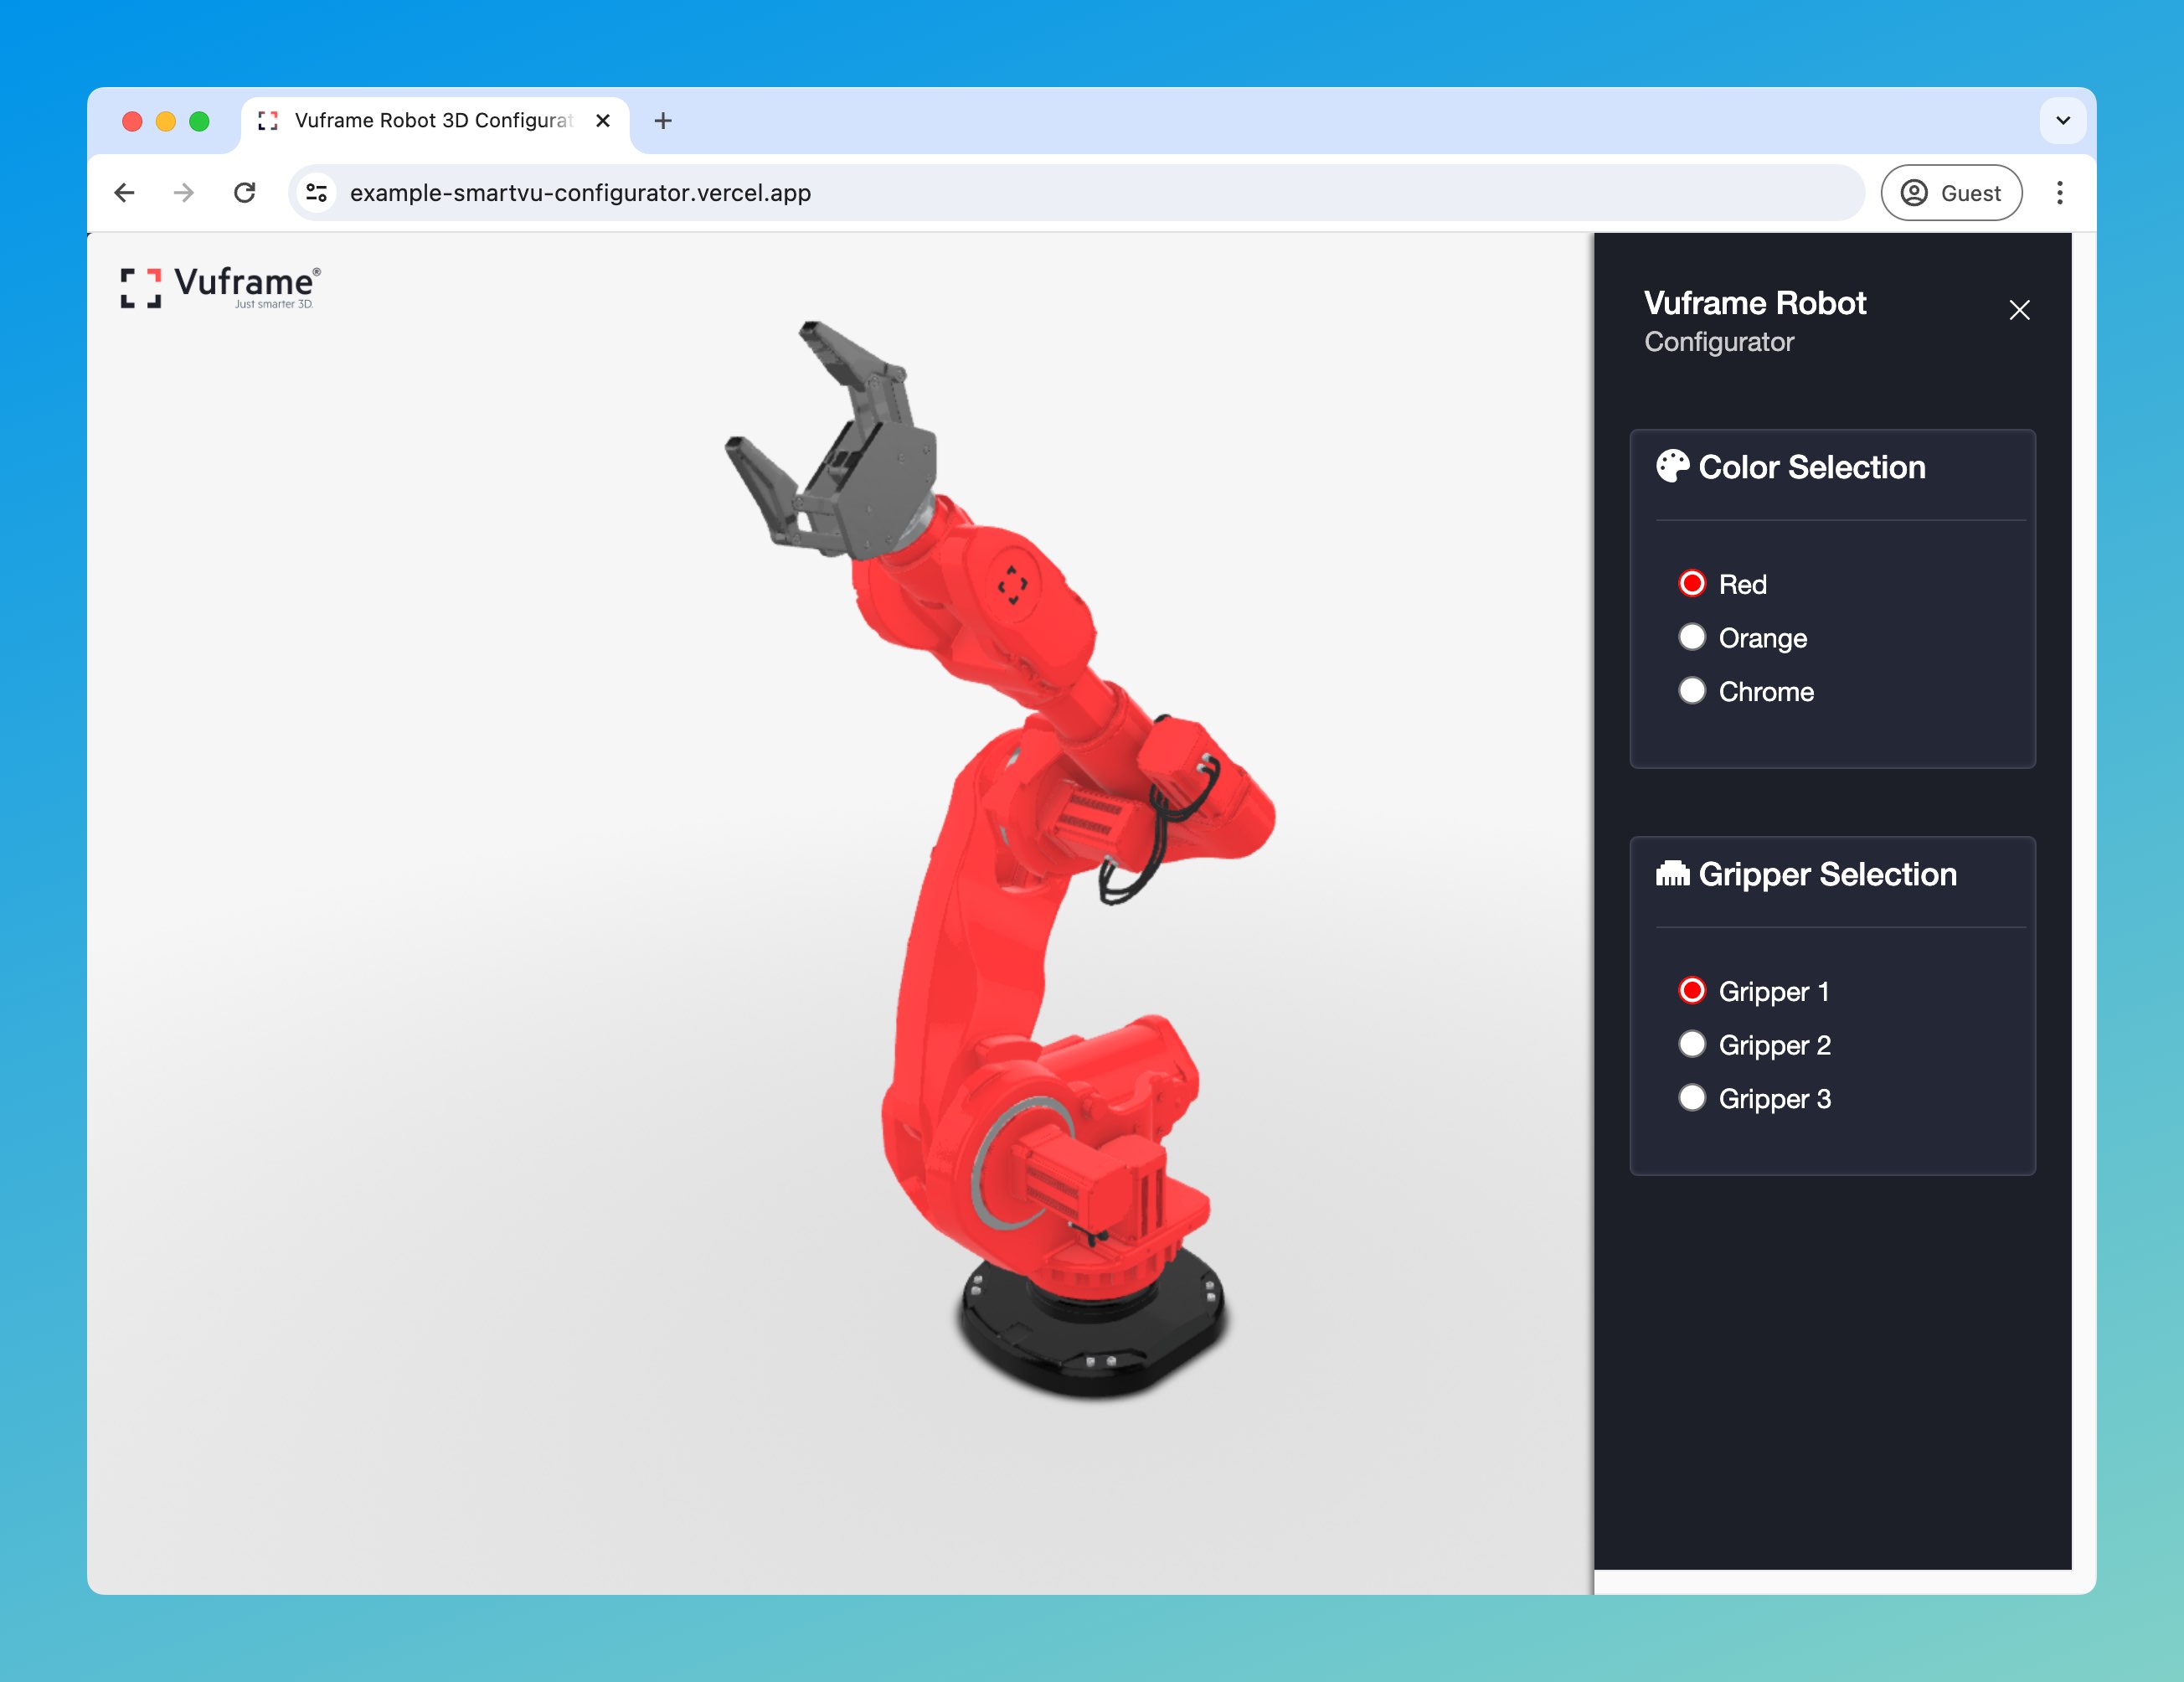 Vuframe Robot 3D Configurat
example-smartvu-configurator.vercel.app
Guest
Vuframe®
Just smarter 3D.
Vuframe Robot
Configurator
Color Selection
Red
Orange
Chrome
Gripper Selection
Gripper 1
Gripper 2
Gripper 3